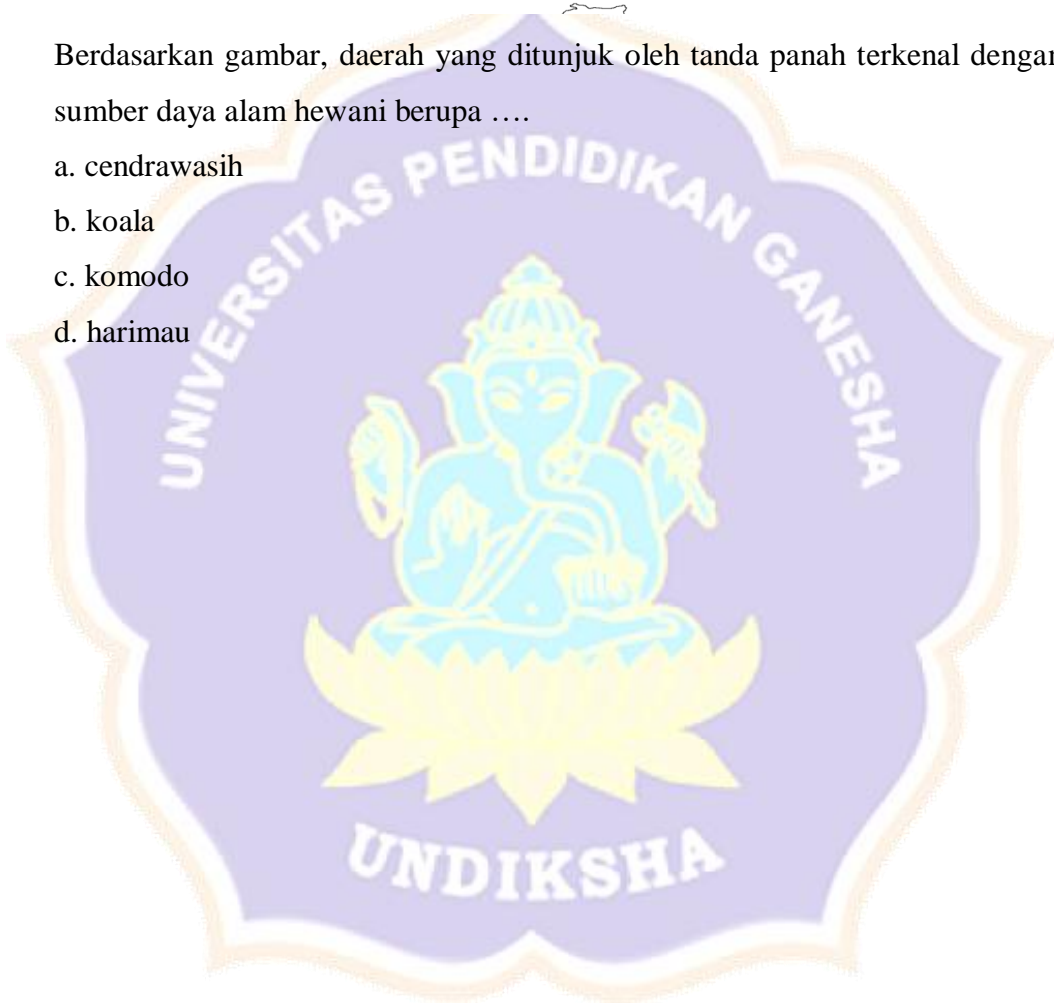 Berdasarkan gambar, daerah yang ditunjuk oleh tanda panah terkenal dengan
sumber daya alam hewani berupa ….
a. cendrawasih
b. koala
c. komodo
d. harimau
UNIVERSITAS PENDIDIKAN GANESHA
UNDIKSHA